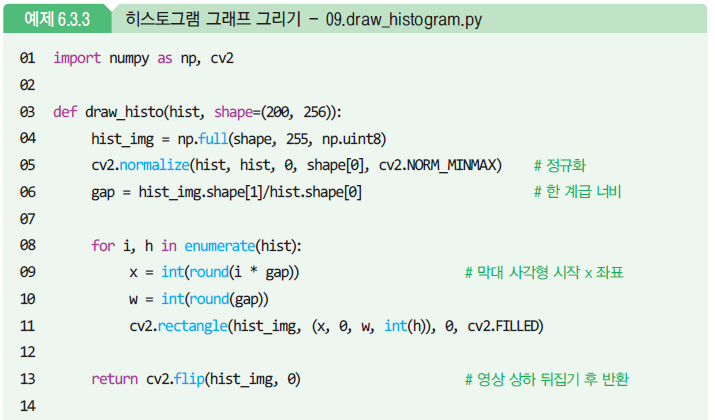 예제 6.3.3 히스토그램 그래프 그리기 - 09.draw_histogram.py
01 import numpy as np, cv2
02
03 def draw_histo(hist, shape=(200, 256)):
04     hist_img = np.full(shape, 255, np.uint8)
05     cv2.normalize(hist, hist, 0, shape[0], cv2.NORM_MINMAX)    # 정규화
06     gap = hist_img.shape[1]/hist.shape[0]    # 한 계급 너비
07
08     for i, h in enumerate(hist):
09         x = int(round(i * gap))    # 막대 사각형 시작 x 좌표
10         w = int(round(gap))
11         cv2.rectangle(hist_img, (x, 0, w, int(h)), 0, cv2.FILLED)
12
13     return cv2.flip(hist_img, 0)    # 영상 상하 뒤집기 후 반환
14